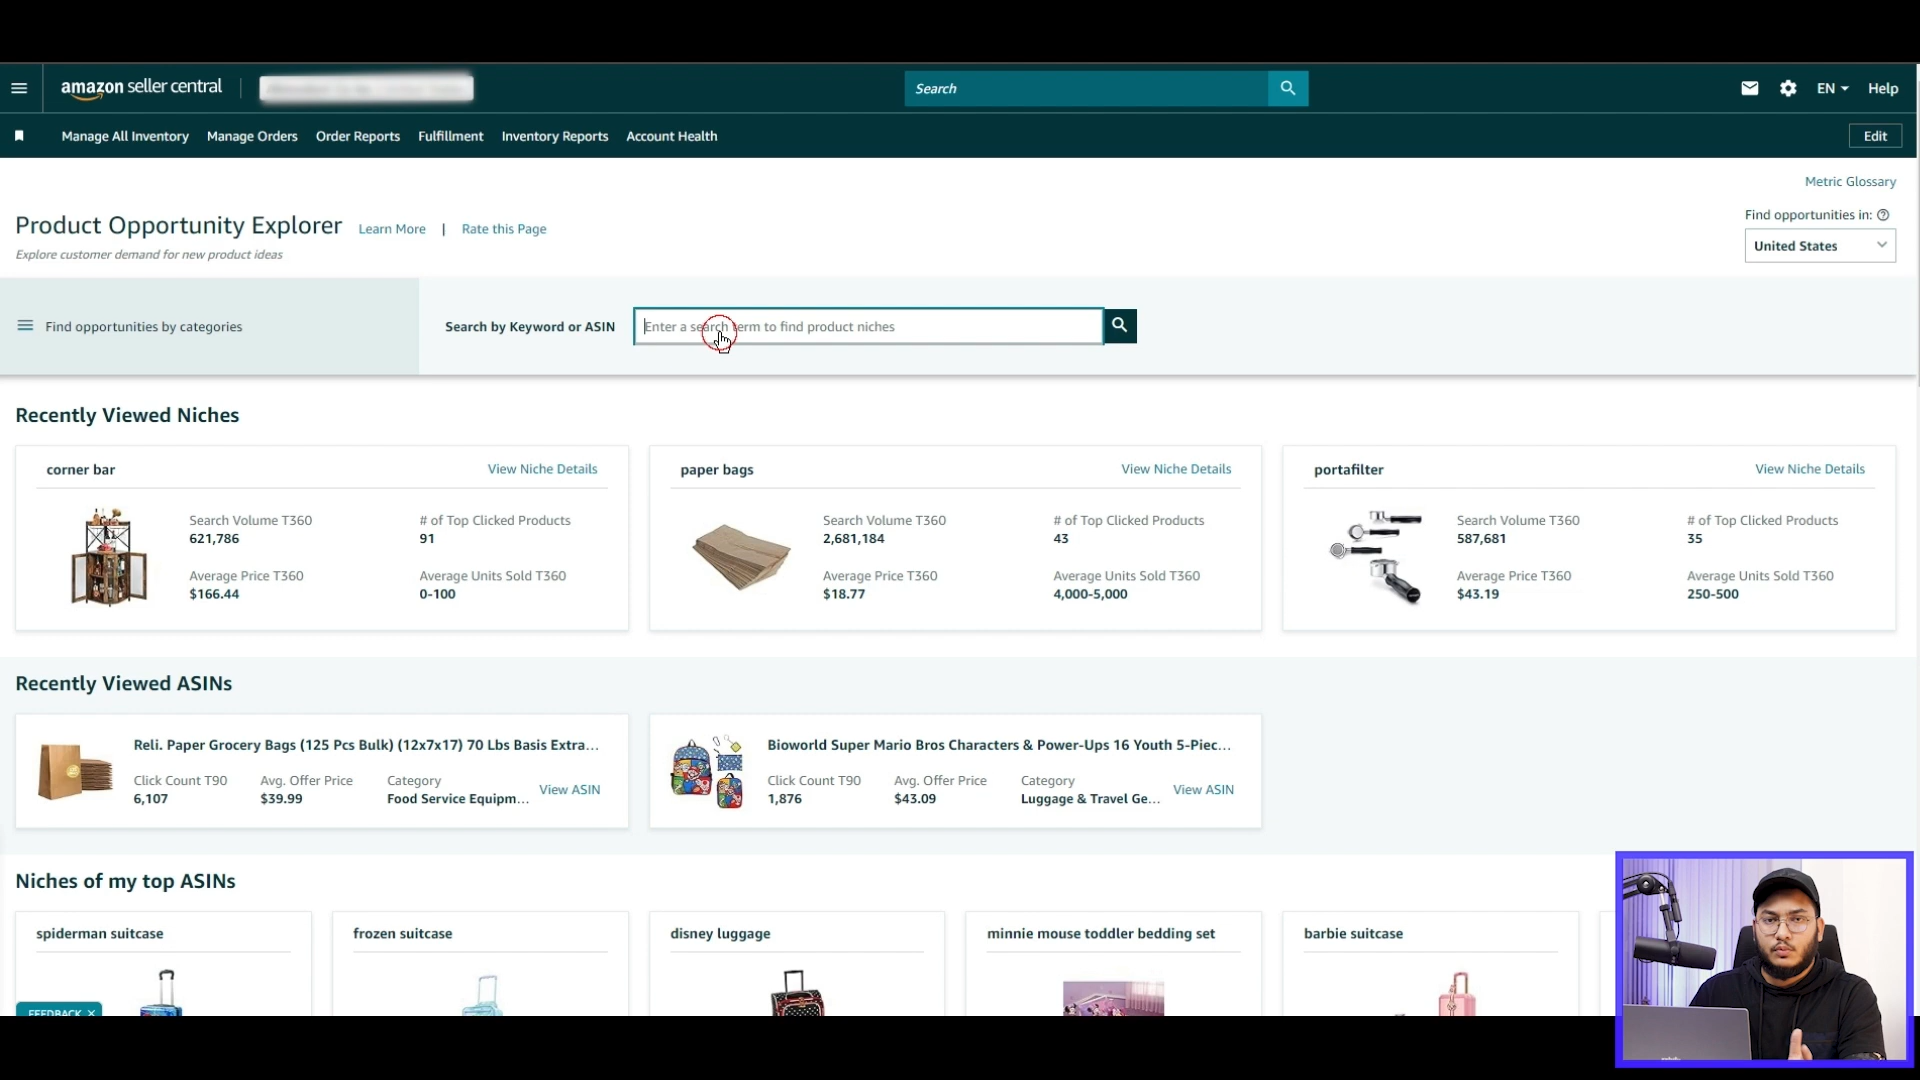 amazon seller central
Search
EN
Help
Manage All Inventory
Manage Orders
Order Reports
Fulfillment
Inventory Reports
Account Health
Edit
Metric Glossary
Product Opportunity Explorer
Learn More | Rate this Page
Explore customer demand for new product ideas
Find opportunities in:
United States
Find opportunities by categories
Search by Keyword or ASIN
Enter a search term to find product niches
Recently Viewed Niches
corner bar
View Niche Details
Search Volume T360
621,786
# of Top Clicked Products
91
Average Price T360
$166.44
Average Units Sold T360
0-100
paper bags
View Niche Details
Search Volume T360
2,681,184
# of Top Clicked Products
43
Average Price T360
$18.77
Average Units Sold T360
4,000-5,000
portafilter
View Niche Details
Search Volume T360
587,681
# of Top Clicked Products
35
Average Price T360
$43.19
Average Units Sold T360
250-500
Recently Viewed ASINs
Reli. Paper Grocery Bags (125 Pcs Bulk) (12x7x17) 70 Lbs Basis Extra...
Click Count T90
6,107
Avg. Offer Price
$39.99
Category
Food Service Equipm...
View ASIN
Bioworld Super Mario Bros Characters & Power-Ups 16 Youth 5-Piec...
Click Count T90
1,876
Avg. Offer Price
$43.09
Category
Luggage & Travel Ge...
View ASIN
Niches of my top ASINs
spiderman suitcase
frozen suitcase
disney luggage
minnie mouse toddler bedding set
barbie suitcase
FEEDBACK